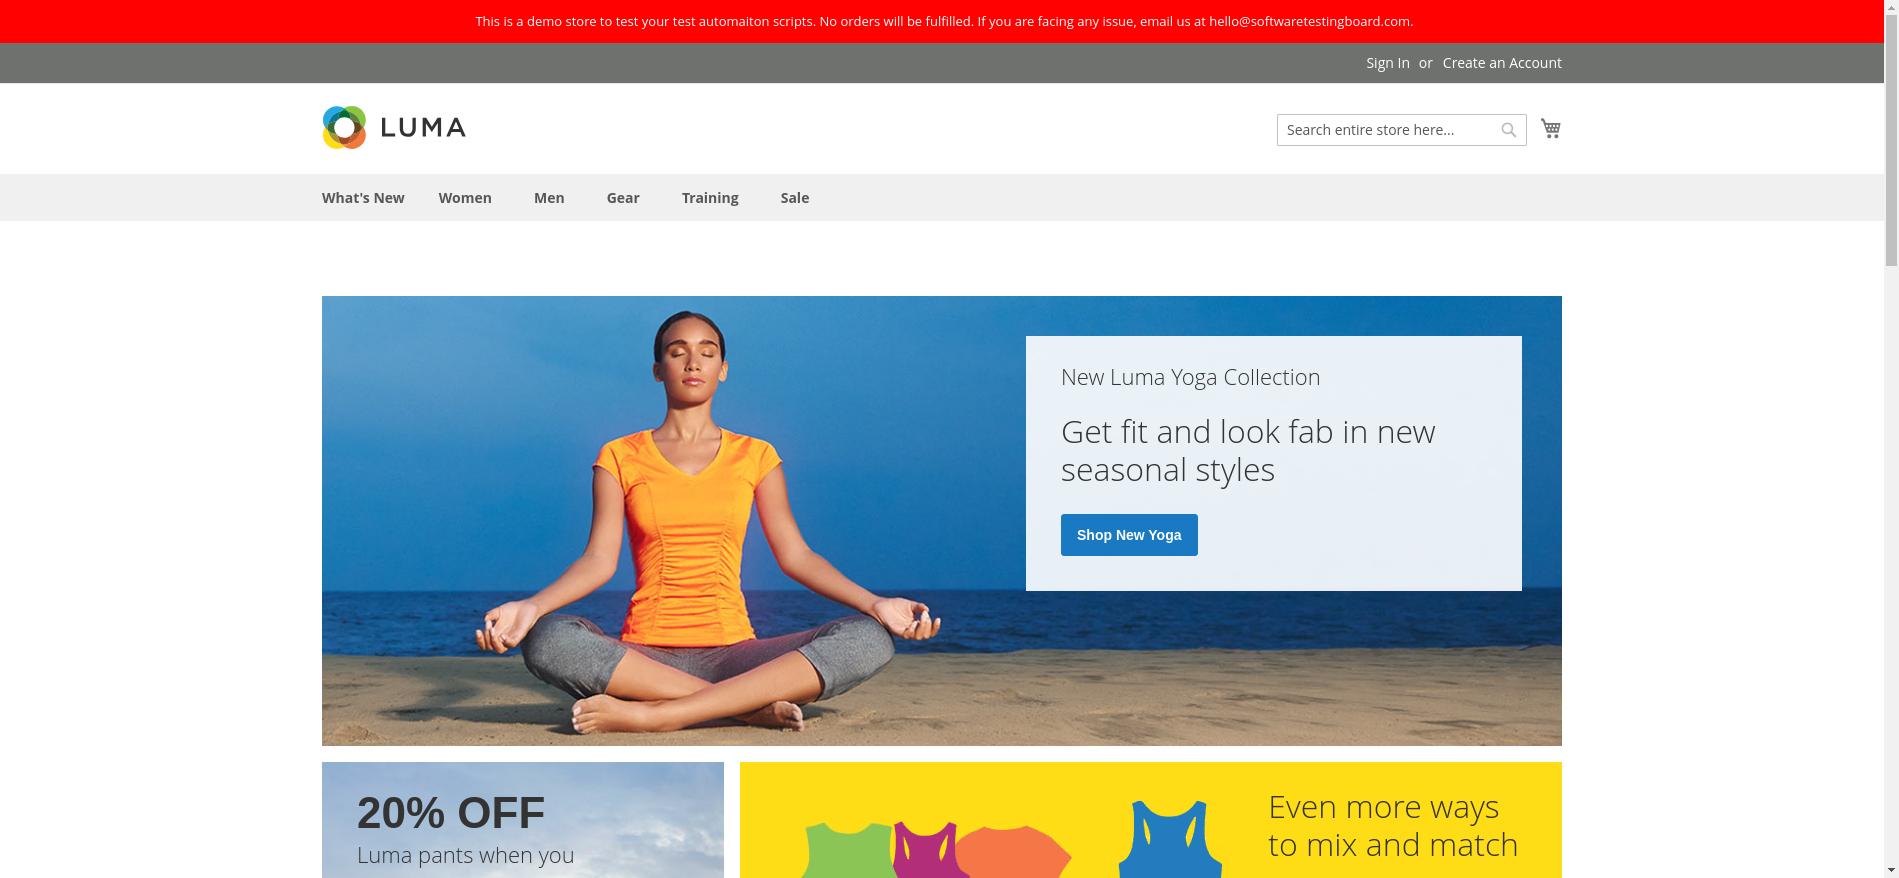 This is a demo store to test your test automaiton scripts. No orders will be fulfilled. If you are facing any issue, email us at hello@softwaretestingboard.com.
Sign In or Create an Account
LUMA
Search entire store here...
What's New Women Men Gear Training Sale
New Luma Yoga Collection
Get fit and look fab in new
seasonal styles
Shop New Yoga
20% OFF
Luma pants when you
Even more ways
to mix and match